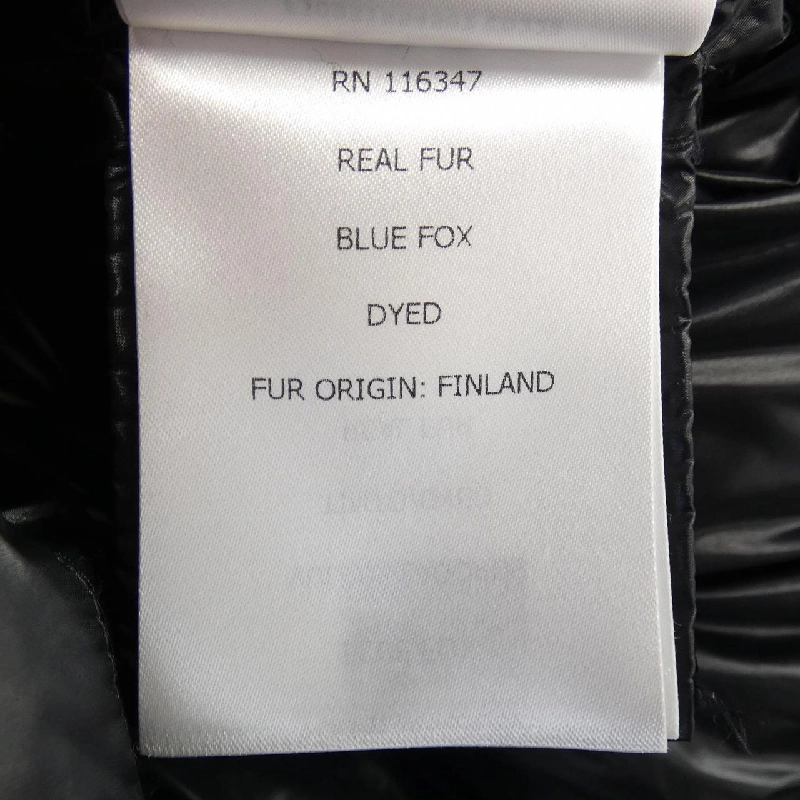 RN 116347
REAL FUR
BLUE FOX
DYED
FUR ORIGIN: FINLAND